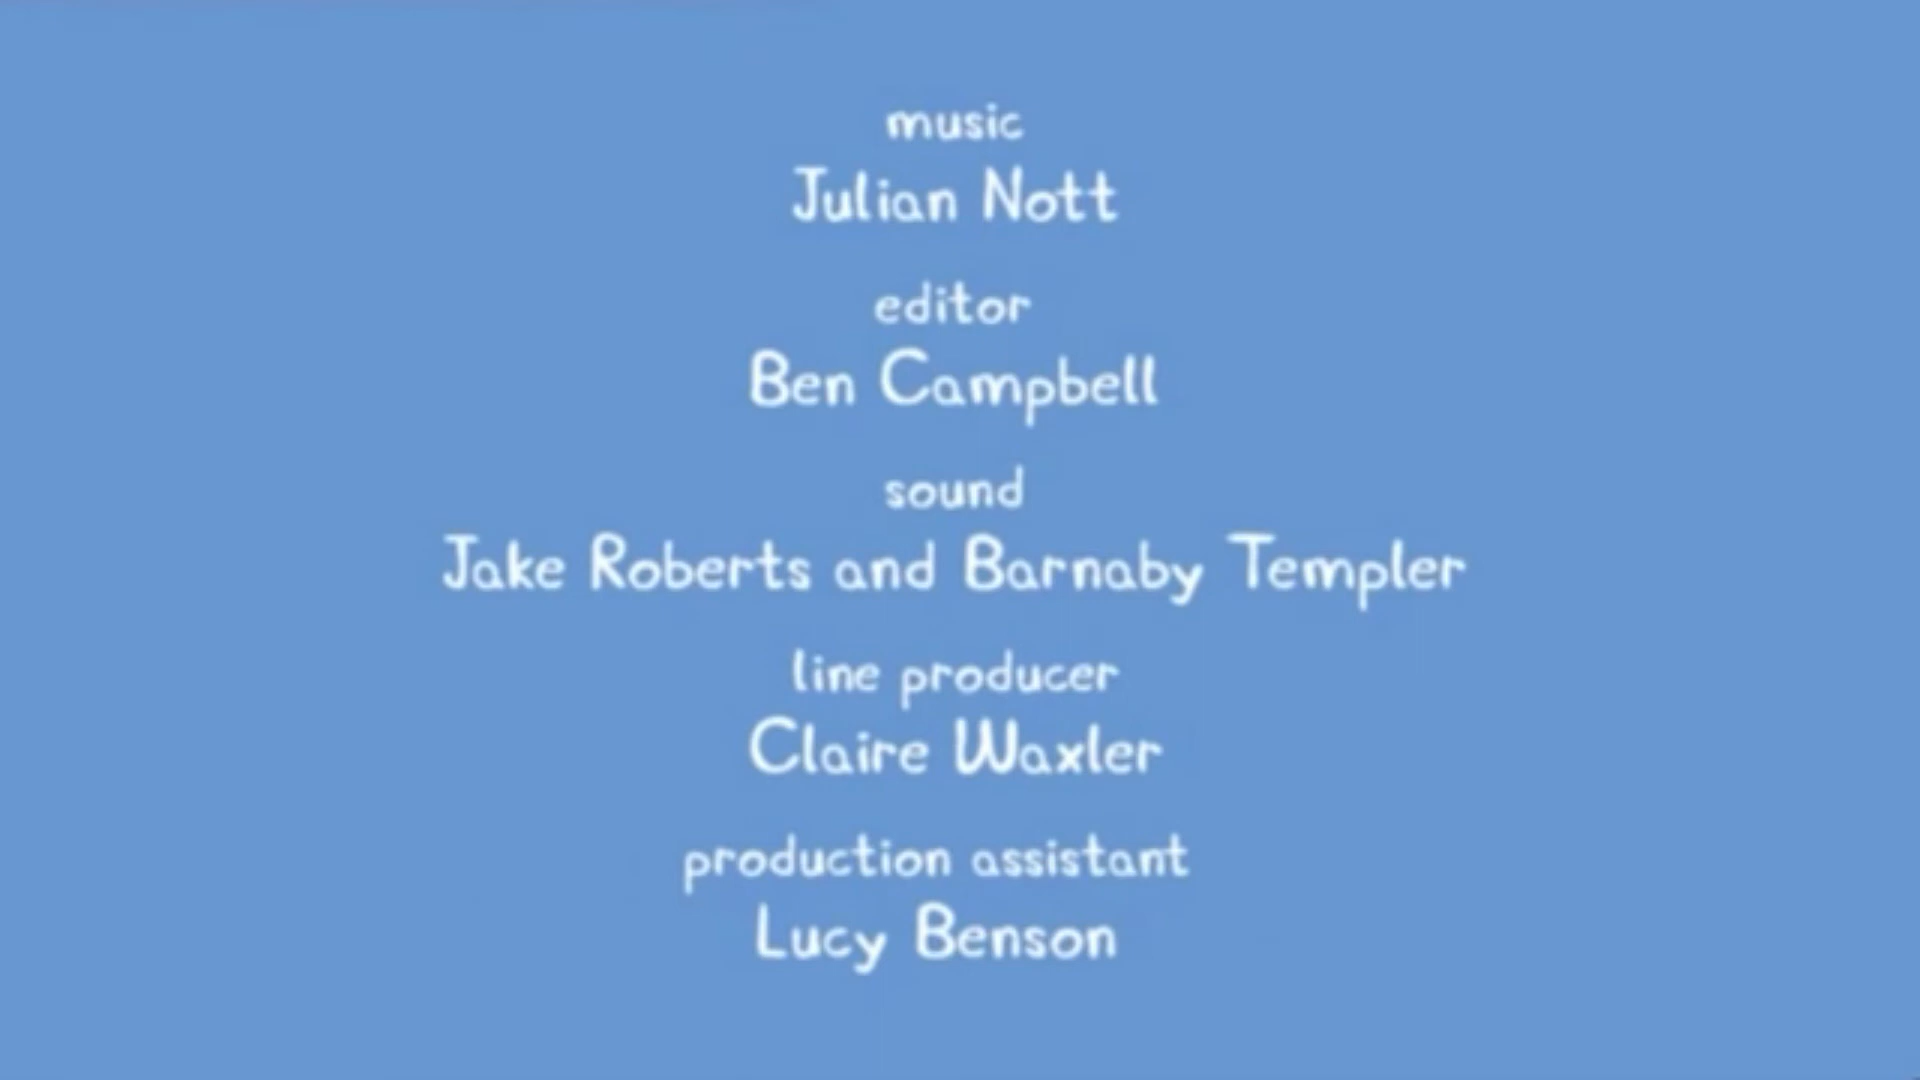 music
Julian Nott
editor
Ben Campbell
sound
Jake Roberts and Barnaby Templer
line producer
Claire Waxler
production assistant
Lucy Benson